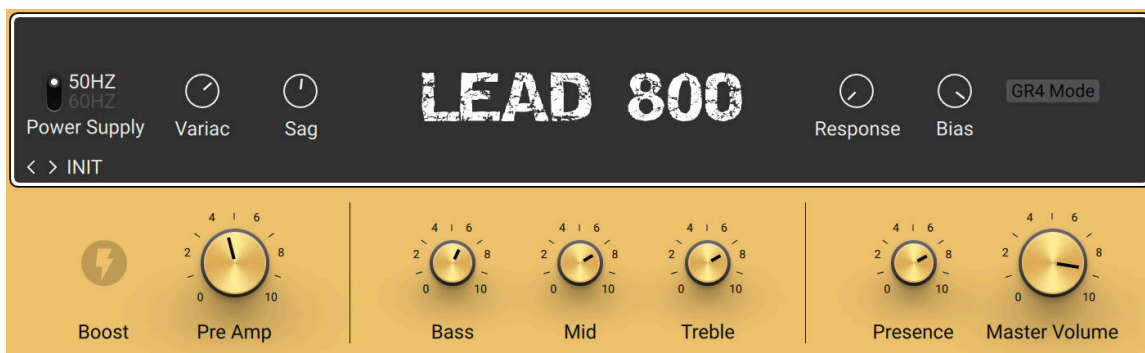 50HZ
60HZ
Power Supply
Variac
Sag
LEAD 800
Response
Bias
GR4 Mode
< > INIT
0 2 4 6 8 10
0 2 4 6 8 10
0 2 4 6 8 10
0 2 4 6 8 10
0 2 4 6 8 10
0 2 4 6 8 10
Boost
Pre Amp
Bass
Mid
Treble
Presence
Master Volume